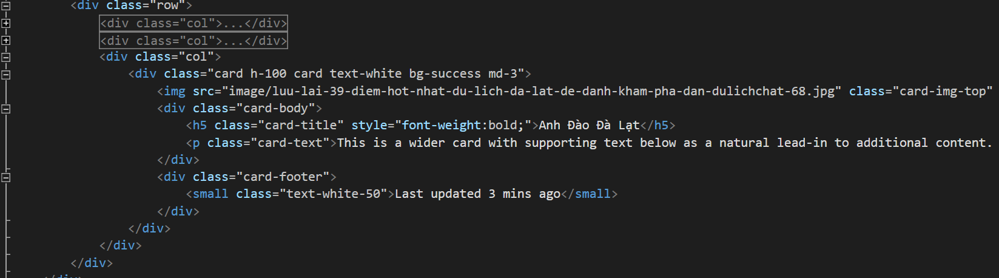 <div class="row">
<div class="col">...</div>
<div class="col">...</div>
<div class="col">
<div class="card h-100 card text-white bg-success md-3">
<img src="image/luu-lai-39-diem-hot-nhat-du-lich-da-lat-de-danh-kham-pha-dan-dulichchat-68.jpg" class="card-img-top"
<div class="card-body">
<h5 class="card-title" style="font-weight:bold;">Anh Đào Đà Lạt</h5>
<p class="card-text">This is a wider card with supporting text below as a natural lead-in to additional content.
</div>
<div class="card-footer">
<small class="text-white-50">Last updated 3 mins ago</small>
</div>
</div>
</div>
</div>
</div>